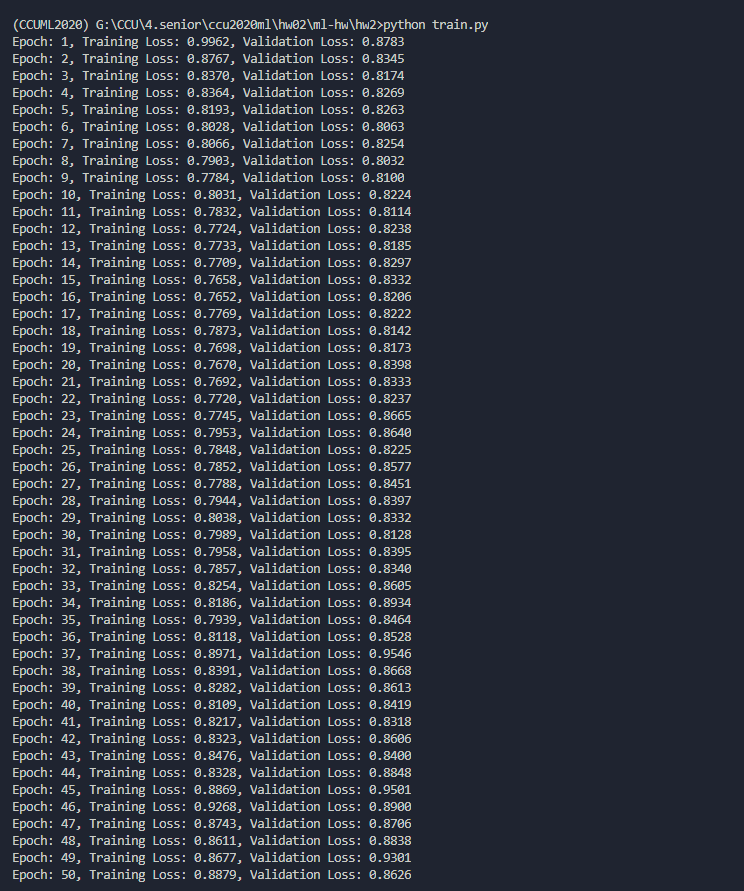 (CCUML2020) G:\CCU\4.senior\ccu2020ml\hw02\ml-hw\hw2>python train.py
Epoch: 1, Training Loss: 0.9962, Validation Loss: 0.8783
Epoch: 2, Training Loss: 0.8767, Validation Loss: 0.8345
Epoch: 3, Training Loss: 0.8370, Validation Loss: 0.8174
Epoch: 4, Training Loss: 0.8364, Validation Loss: 0.8269
Epoch: 5, Training Loss: 0.8193, Validation Loss: 0.8263
Epoch: 6, Training Loss: 0.8028, Validation Loss: 0.8063
Epoch: 7, Training Loss: 0.8066, Validation Loss: 0.8254
Epoch: 8, Training Loss: 0.7903, Validation Loss: 0.8032
Epoch: 9, Training Loss: 0.7784, Validation Loss: 0.8100
Epoch: 10, Training Loss: 0.8031, Validation Loss: 0.8224
Epoch: 11, Training Loss: 0.7832, Validation Loss: 0.8114
Epoch: 12, Training Loss: 0.7724, Validation Loss: 0.8238
Epoch: 13, Training Loss: 0.7733, Validation Loss: 0.8185
Epoch: 14, Training Loss: 0.7709, Validation Loss: 0.8297
Epoch: 15, Training Loss: 0.7658, Validation Loss: 0.8332
Epoch: 16, Training Loss: 0.7652, Validation Loss: 0.8206
Epoch: 17, Training Loss: 0.7769, Validation Loss: 0.8222
Epoch: 18, Training Loss: 0.7873, Validation Loss: 0.8142
Epoch: 19, Training Loss: 0.7698, Validation Loss: 0.8173
Epoch: 20, Training Loss: 0.7670, Validation Loss: 0.8398
Epoch: 21, Training Loss: 0.7692, Validation Loss: 0.8333
Epoch: 22, Training Loss: 0.7720, Validation Loss: 0.8237
Epoch: 23, Training Loss: 0.7745, Validation Loss: 0.8665
Epoch: 24, Training Loss: 0.7953, Validation Loss: 0.8640
Epoch: 25, Training Loss: 0.7848, Validation Loss: 0.8225
Epoch: 26, Training Loss: 0.7852, Validation Loss: 0.8577
Epoch: 27, Training Loss: 0.7788, Validation Loss: 0.8451
Epoch: 28, Training Loss: 0.7944, Validation Loss: 0.8397
Epoch: 29, Training Loss: 0.8038, Validation Loss: 0.8332
Epoch: 30, Training Loss: 0.7989, Validation Loss: 0.8128
Epoch: 31, Training Loss: 0.7958, Validation Loss: 0.8395
Epoch: 32, Training Loss: 0.7857, Validation Loss: 0.8340
Epoch: 33, Training Loss: 0.8254, Validation Loss: 0.8605
Epoch: 34, Training Loss: 0.8186, Validation Loss: 0.8934
Epoch: 35, Training Loss: 0.7939, Validation Loss: 0.8464
Epoch: 36, Training Loss: 0.8118, Validation Loss: 0.8528
Epoch: 37, Training Loss: 0.8971, Validation Loss: 0.9546
Epoch: 38, Training Loss: 0.8391, Validation Loss: 0.8668
Epoch: 39, Training Loss: 0.8282, Validation Loss: 0.8613
Epoch: 40, Training Loss: 0.8109, Validation Loss: 0.8419
Epoch: 41, Training Loss: 0.8217, Validation Loss: 0.8318
Epoch: 42, Training Loss: 0.8323, Validation Loss: 0.8606
Epoch: 43, Training Loss: 0.8476, Validation Loss: 0.8400
Epoch: 44, Training Loss: 0.8328, Validation Loss: 0.8848
Epoch: 45, Training Loss: 0.8869, Validation Loss: 0.9501
Epoch: 46, Training Loss: 0.9268, Validation Loss: 0.8900
Epoch: 47, Training Loss: 0.8743, Validation Loss: 0.8706
Epoch: 48, Training Loss: 0.8611, Validation Loss: 0.8838
Epoch: 49, Training Loss: 0.8677, Validation Loss: 0.9301
Epoch: 50, Training Loss: 0.8879, Validation Loss: 0.8626